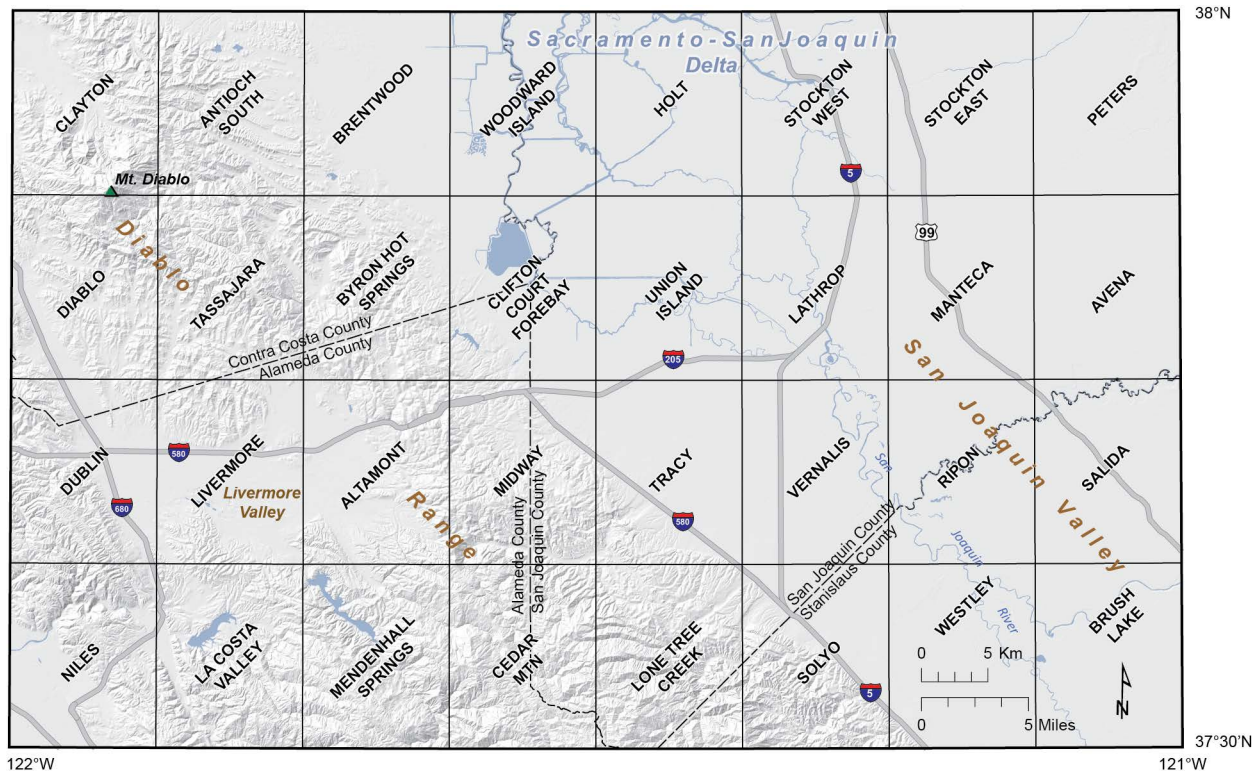 38°N
Sacramento-San Joaquin
Delta
CLAYTON
ANTIOCH
SOUTH
BRENTWOOD
WOODWARD
ISLAND
HOLT
STOCKTON
WEST
STOCKTON
EAST
PETERS
Mt. Diablo
5
99
Diablo
DIABLO
TASSAJARA
BYRON HOT
SPRINGS
CLIFTON
COURT
FOREBAY
UNION
ISLAND
LATHROP
MANTECA
AVENA
Contra Costa County
Alameda County
205
San Joaquin Valley
DUBLIN
580
680
LIVERMORE
Livermore
Valley
ALTAMONT
Range
MIDWAY
TRACY
580
VERNALIS
San
Joaquin
River
RIPON
SALIDA
Alameda County
San Joaquin County
San Joaquin County
Stanislaus County
NILES
LA COSTA
VALLEY
MENDENHALL
SPRINGS
CEDAR
MTN
LONE TREE
CREEK
SOLYO
5
WESTLEY
BRUSH
LAKE
0 5 Km
0 5 Miles
N
37°30'N
122°W
121°W